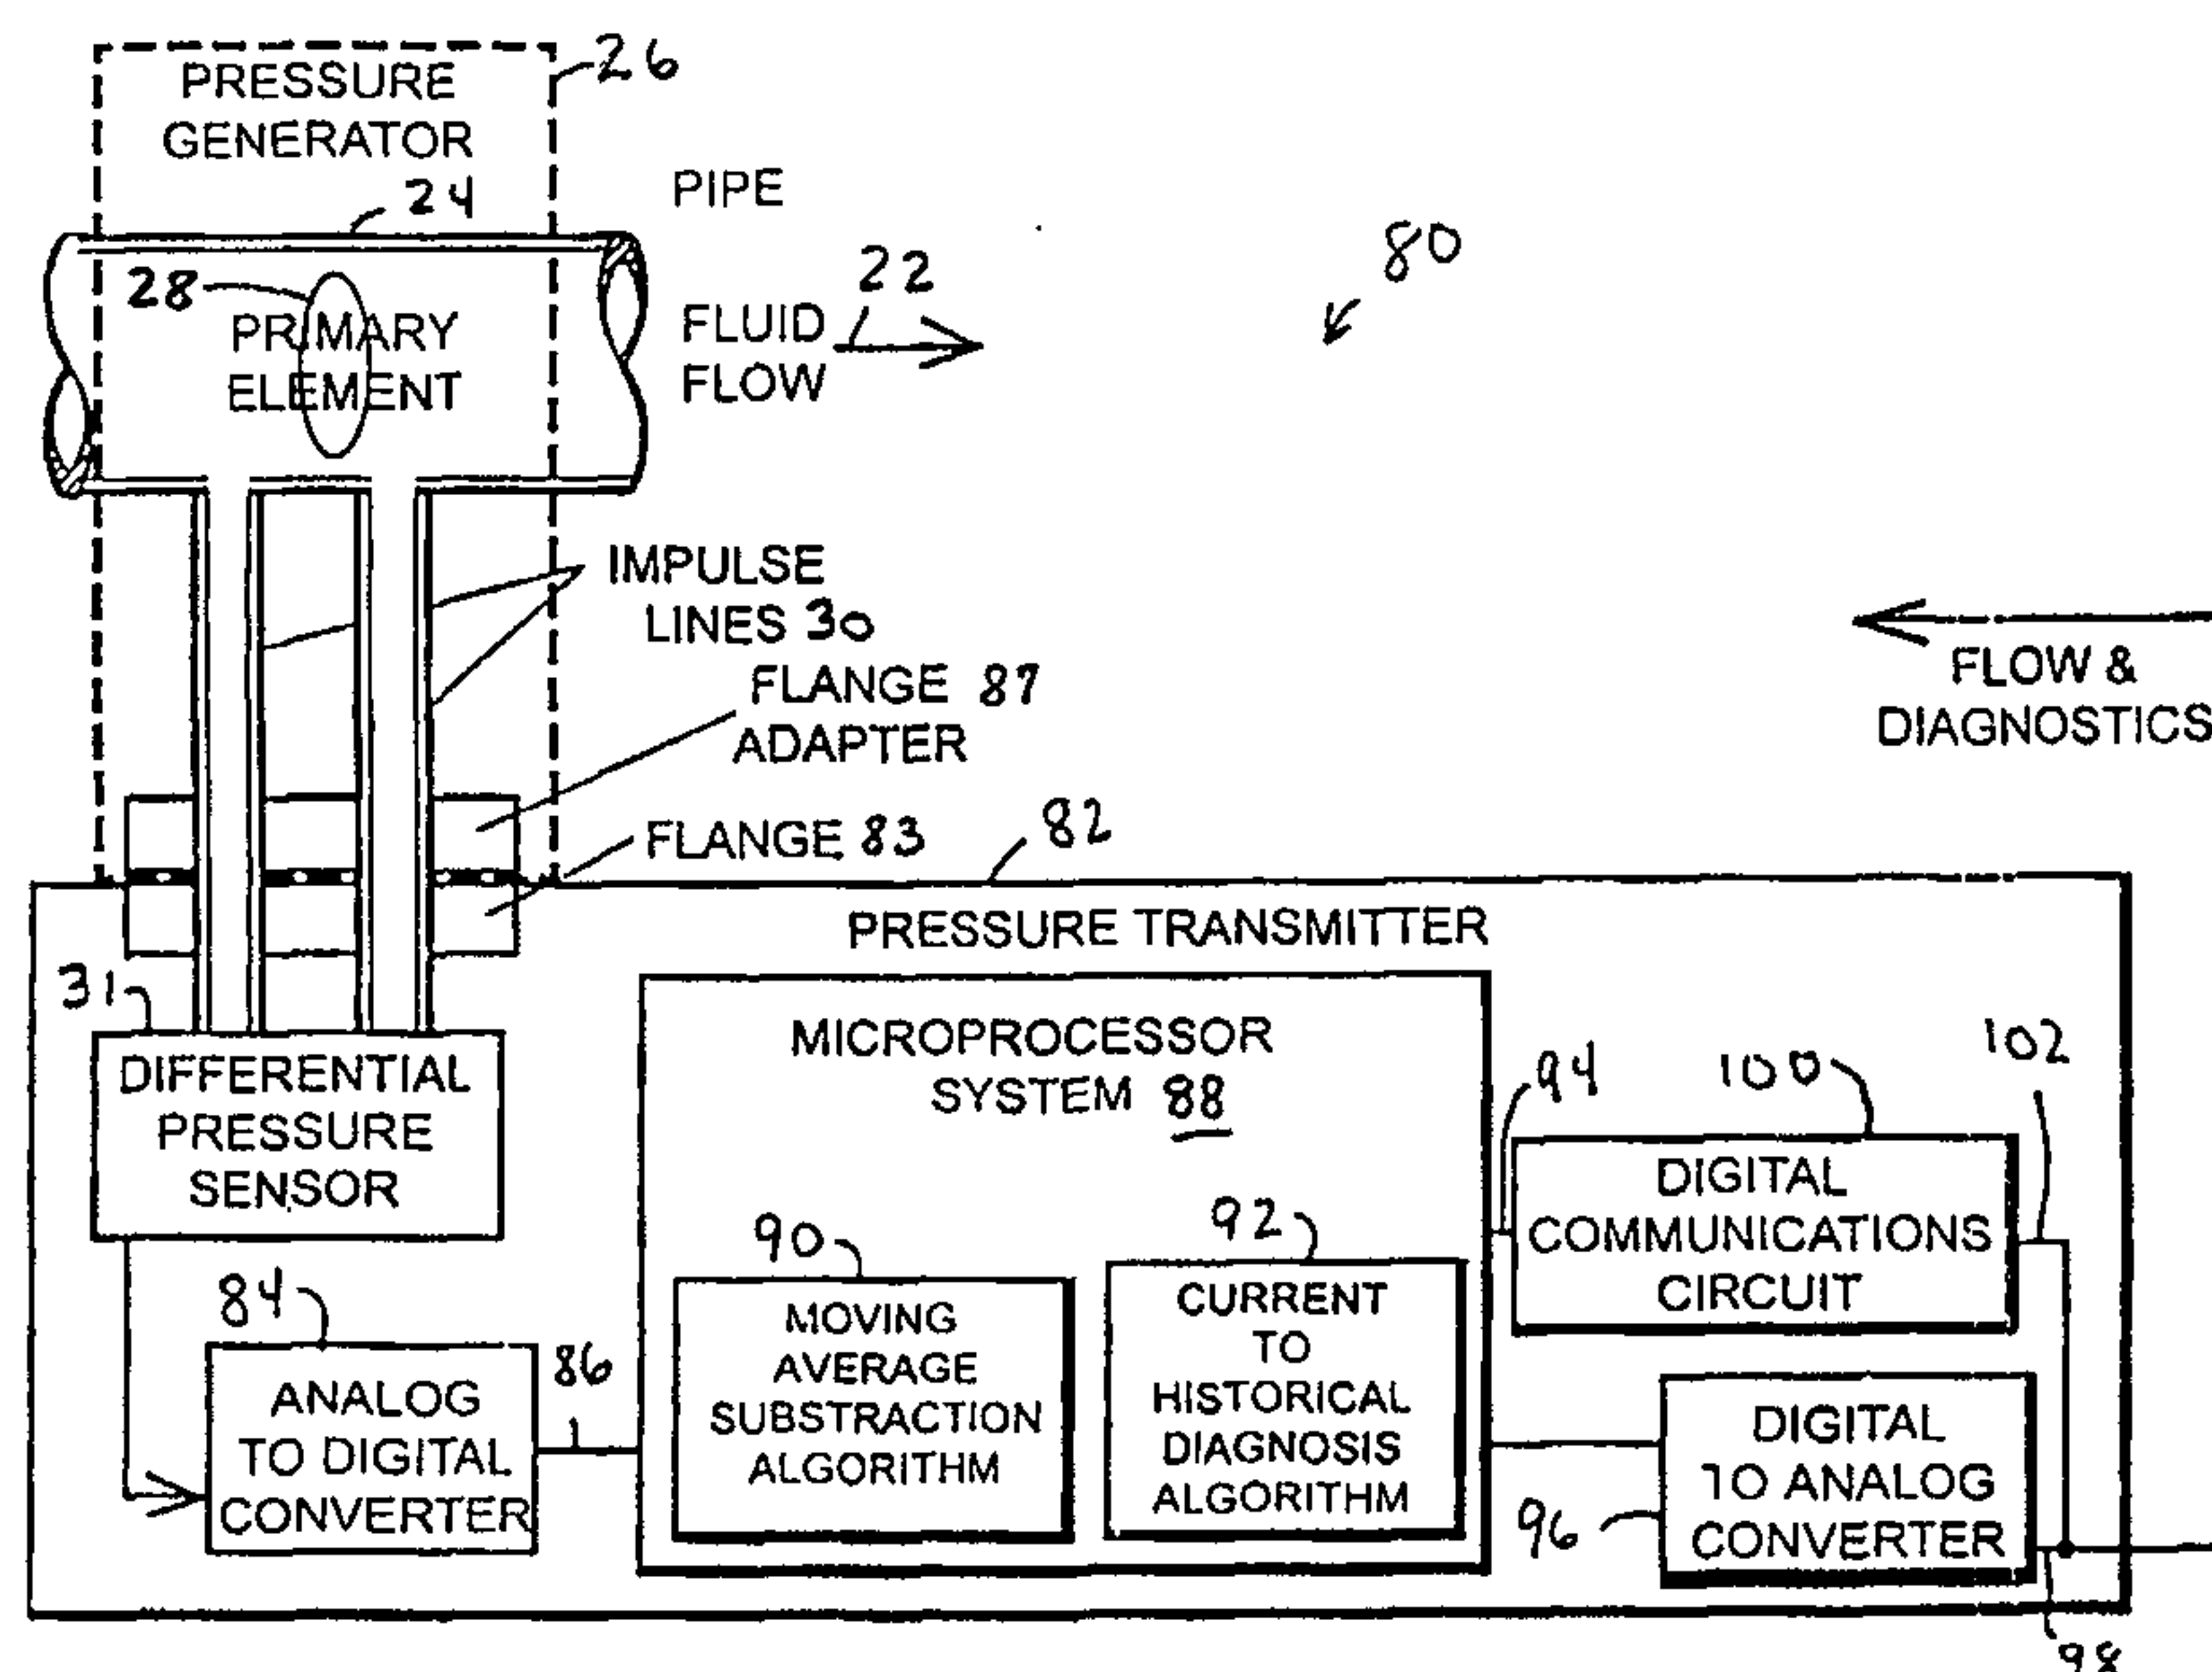 PRESSURE
GENERATOR
26
24
PIPE
28
PRIMARY
ELEMENT
22
FLUID
FLOW
80
IMPULSE
LINES 30
FLANGE 87
ADAPTER
FLOW &
DIAGNOSTICS
FLANGE 83
82
PRESSURE TRANSMITTER
31
DIFFERENTIAL
PRESSURE
SENSOR
MICROPROCESSOR
SYSTEM 88
94
100
102
DIGITAL
COMMUNICATIONS
CIRCUIT
84
ANALOG
TO DIGITAL
CONVERTER
86
90
MOVING
AVERAGE
SUBSTRACTION
ALGORITHM
92
CURRENT
TO
HISTORICAL
DIAGNOSIS
ALGORITHM
96
DIGITAL
TO ANALOG
CONVERTER
98